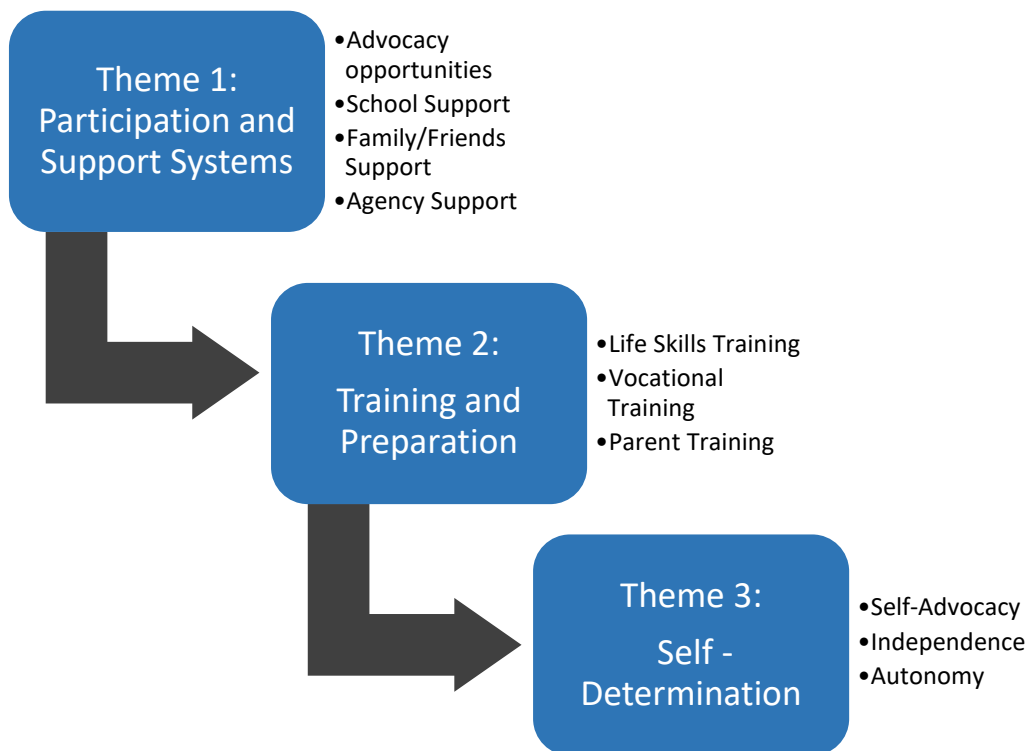 Theme 1:
Participation and
Support Systems
•Advocacy
opportunities
•School Support
•Family/Friends
Support
•Agency Support
Theme 2:
Training and
Preparation
•Life Skills Training
•Vocational
Training
•Parent Training
Theme 3:
Self -
Determination
•Self-Advocacy
•Independence
•Autonomy